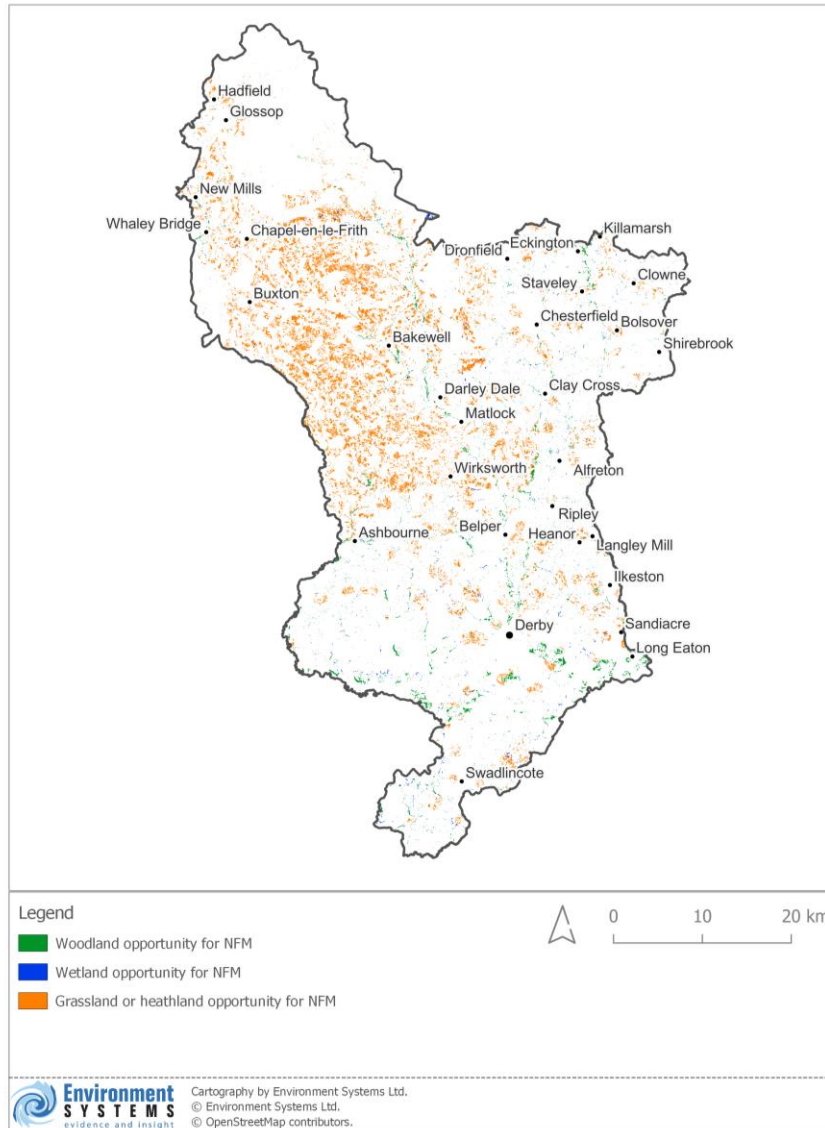 Hadfield
Glossop
New Mills
Whaley Bridge
Chapel-en-le-Frith
Killamarsh
Eckington
Dronfield
Clowne
Staveley
Buxton
Chesterfield
Bolsover
Bakewell
Shirebrook
Darley Dale
Clay Cross
Matlock
Alfreton
Wirksworth
Ripley
Ashbourne
Belper
Heanor
Langley Mill
Ilkeston
Derby
Sandiacre
Long Eaton
Swadlincote
Legend
Woodland opportunity for NFM
Wetland opportunity for NFM
Grassland or heathland opportunity for NFM
0 10 20 km
Environment
SYSTEMS
evidence and insight
Cartography by Environment Systems Ltd.
© Environment Systems Ltd.
© OpenStreetMap contributors.